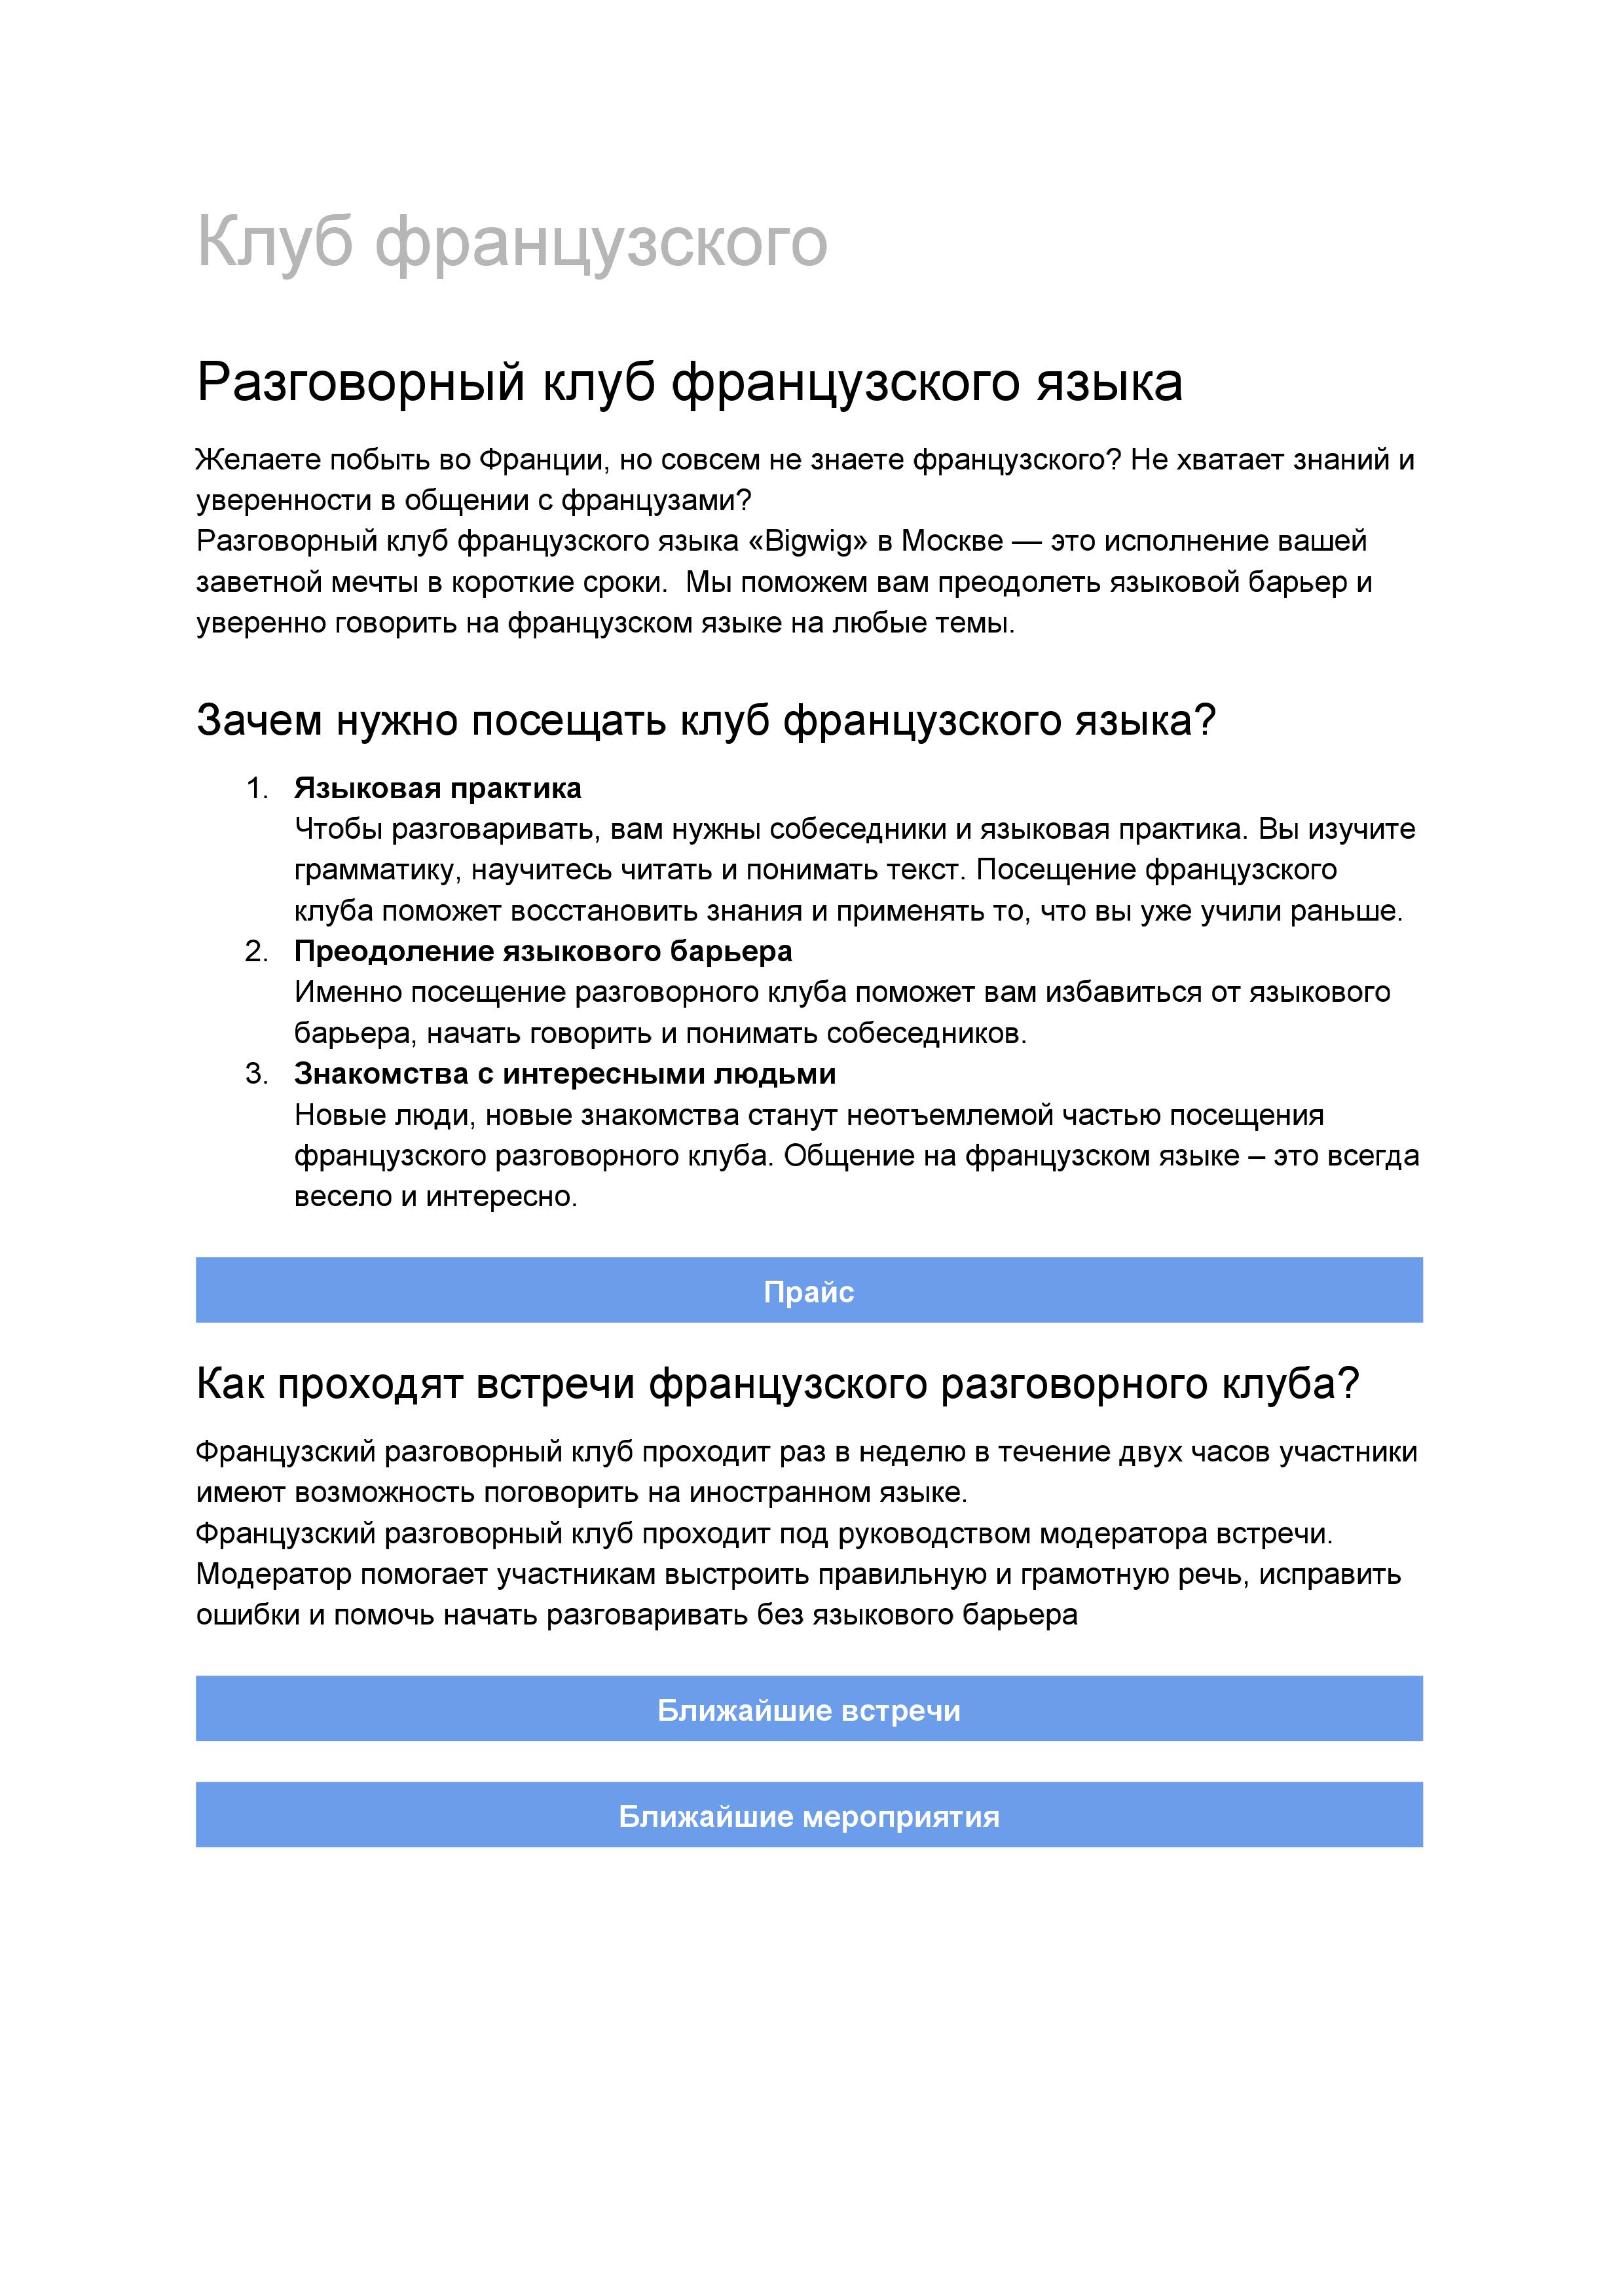 Клуб французского
Разговорный клуб французского языка
Желаете побыть во Франции, но совсем не знаете французского? Не хватает знаний и
уверенности в общении с французами?
Разговорный клуб французского языка «Bigwig» в Москве — это исполнение вашей
заветной мечты в короткие сроки.  Мы поможем вам преодолеть языковой барьер и
уверенно говорить на французском языке на любые темы.
Зачем нужно посещать клуб французского языка?
1. Языковая практика
Чтобы разговаривать, вам нужны собеседники и языковая практика. Вы изучите
грамматику, научитесь читать и понимать текст. Посещение французского
клуба поможет восстановить знания и применять то, что вы уже учили раньше.
2. Преодоление языкового барьера
Именно посещение разговорного клуба поможет вам избавиться от языкового
барьера, начать говорить и понимать собеседников.
3. Знакомства с интересными людьми
Новые люди, новые знакомства станут неотъемлемой частью посещения
французского разговорного клуба. Общение на французском языке – это всегда
весело и интересно.
Прайс
Как проходят встречи французского разговорного клуба?
Французский разговорный клуб проходит раз в неделю в течение двух часов участники
имеют возможность поговорить на иностранном языке.
Французский разговорный клуб проходит под руководством модератора встречи.
Модератор помогает участникам выстроить правильную и грамотную речь, исправить
ошибки и помочь начать разговаривать без языкового барьера
Ближайшие встречи
Ближайшие мероприятия